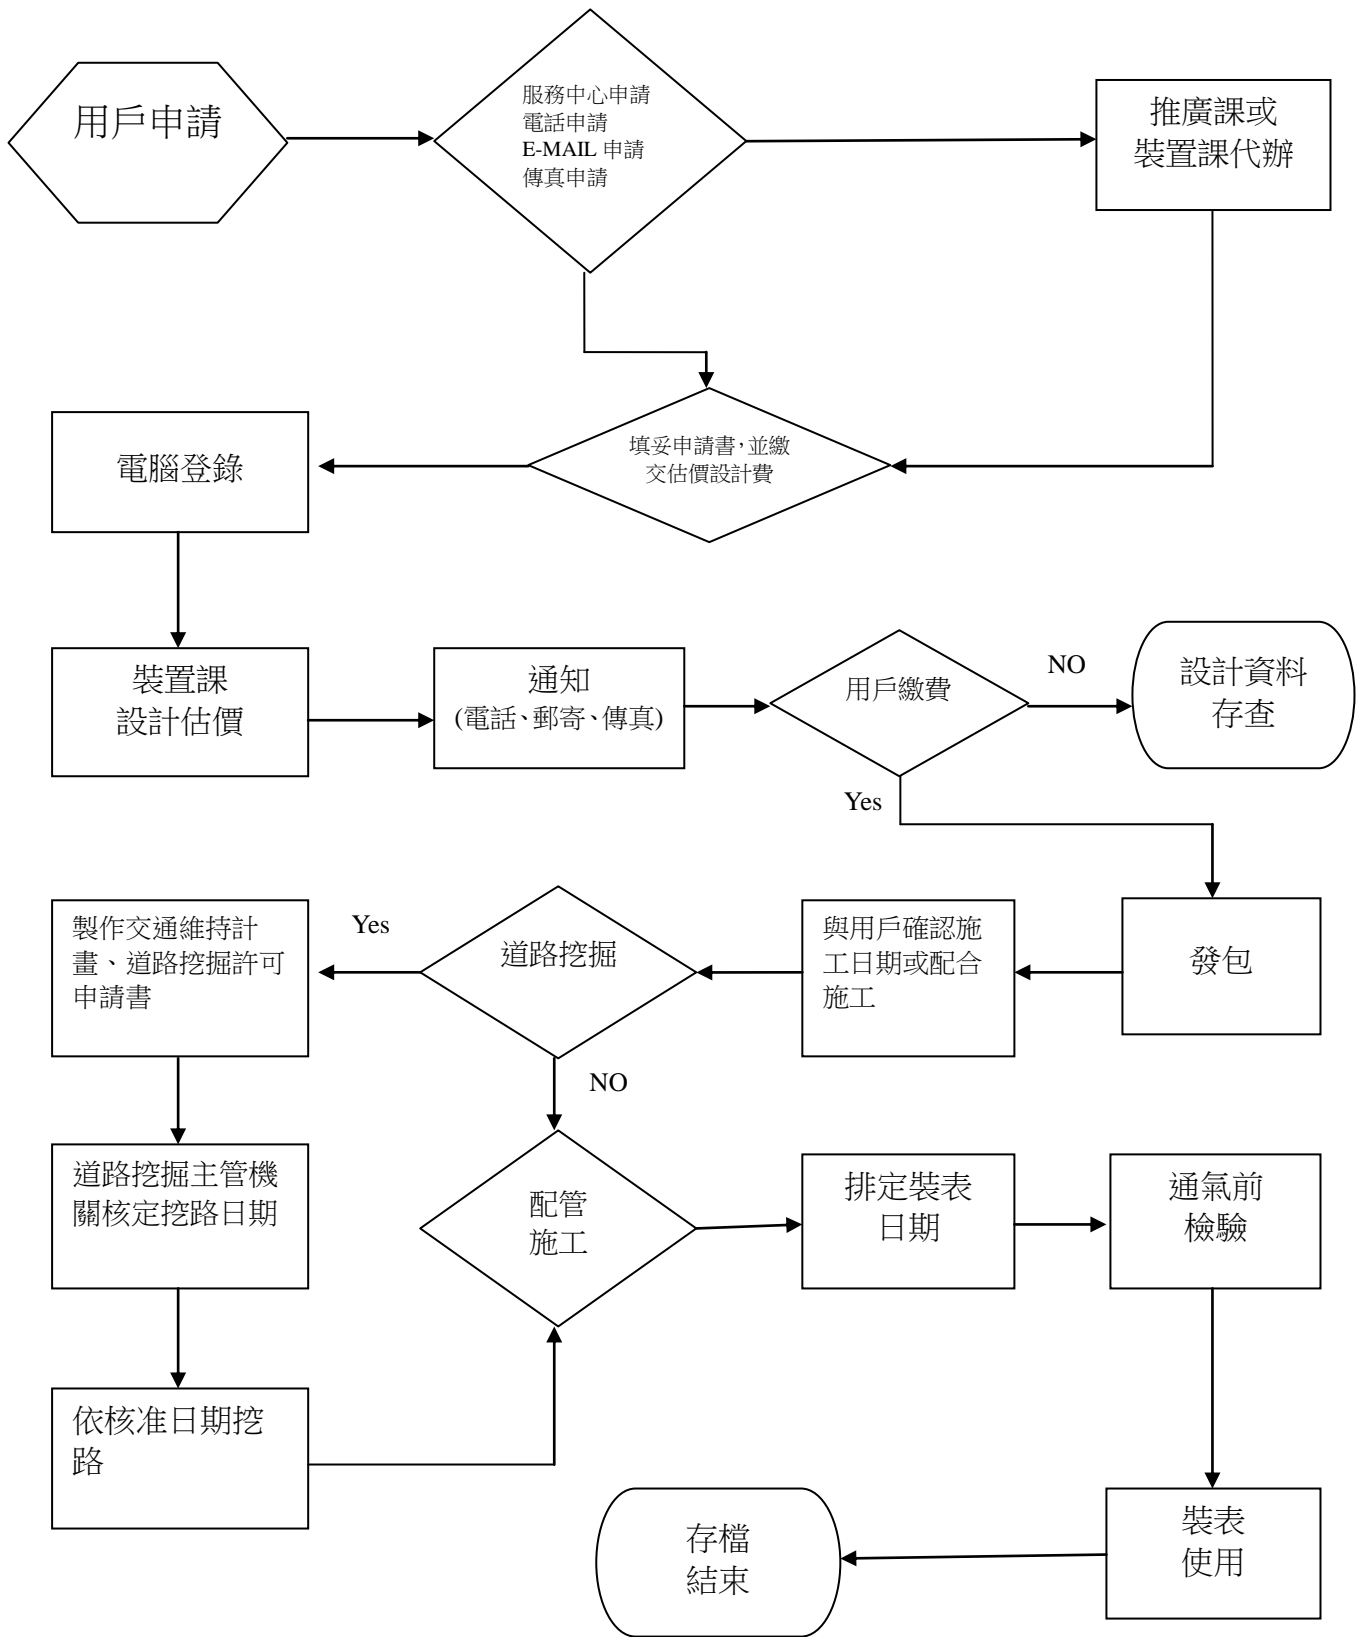 用戶申請
服務中心申請
電話申請
E-MAIL 申請
傳真申請
推廣課或
裝置課代辦
填妥申請書，並繳
交估價設計費
電腦登錄
裝置課
設計估價
通知
(電話、郵寄、傳真)
用戶繳費
NO
設計資料
存查
Yes
發包
與用戶確認施
工日期或配合
施工
道路挖掘
Yes
製作交通維持計
畫、道路挖掘許可
申請書
NO
道路挖掘主管機
關核定挖路日期
依核准日期挖
路
配管
施工
排定裝表
日期
通氣前
檢驗
裝表
使用
存檔
結束